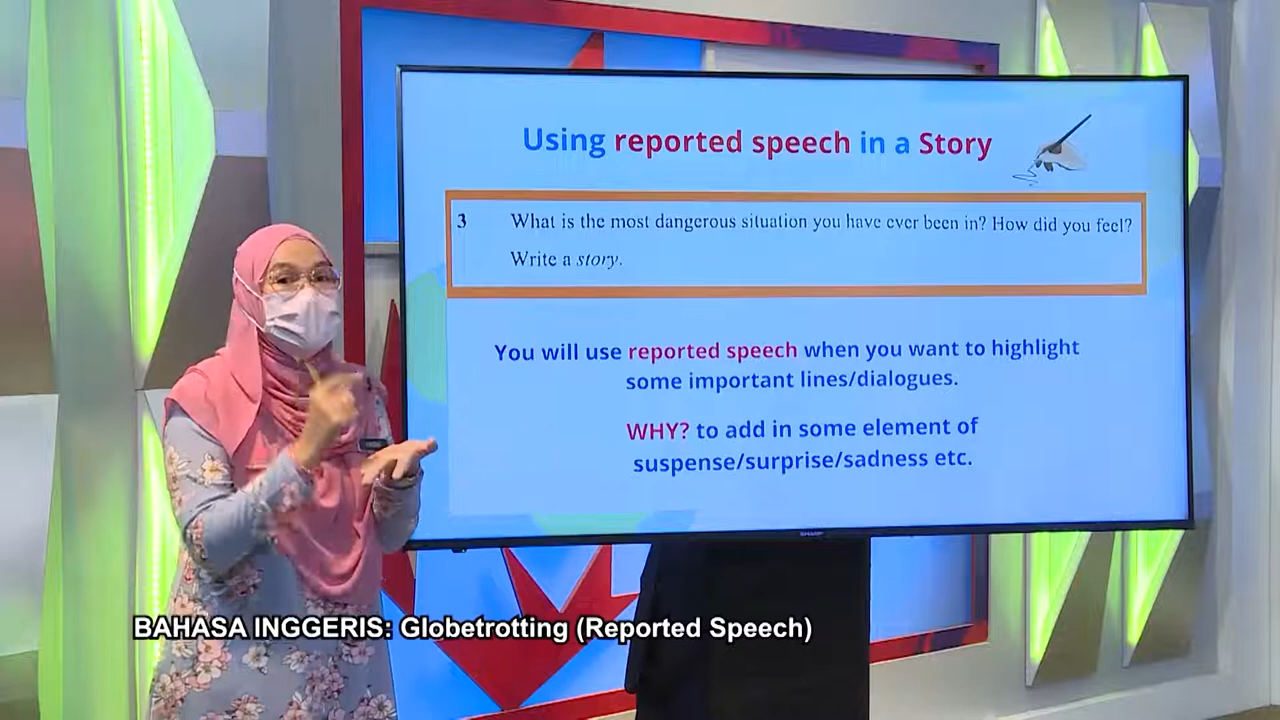 Using reported speech in a Story
3 What is the most dangerous situation you have ever been in? How did you feel?
Write a story.
You will use reported speech when you want to highlight
some important lines/dialogues.
WHY? to add in some element of
suspense/surprise/sadness etc.
SHARP
BAHASA INGGERIS: Globetrotting (Reported Speech)